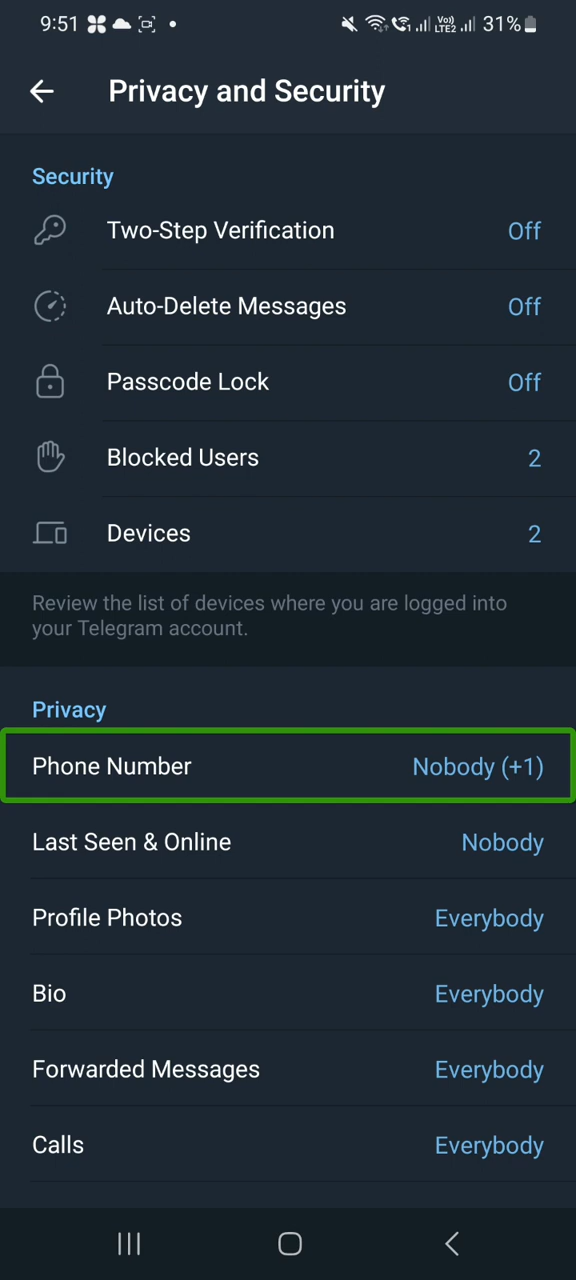 9:51 Vo)) LTE2 31%
Privacy and Security
Security
Two-Step Verification Off
Auto-Delete Messages Off
Passcode Lock Off
Blocked Users 2
Devices 2
Review the list of devices where you are logged into
your Telegram account.
Privacy
Phone Number Nobody (+1)
Last Seen & Online Nobody
Profile Photos Everybody
Bio Everybody
Forwarded Messages Everybody
Calls Everybody